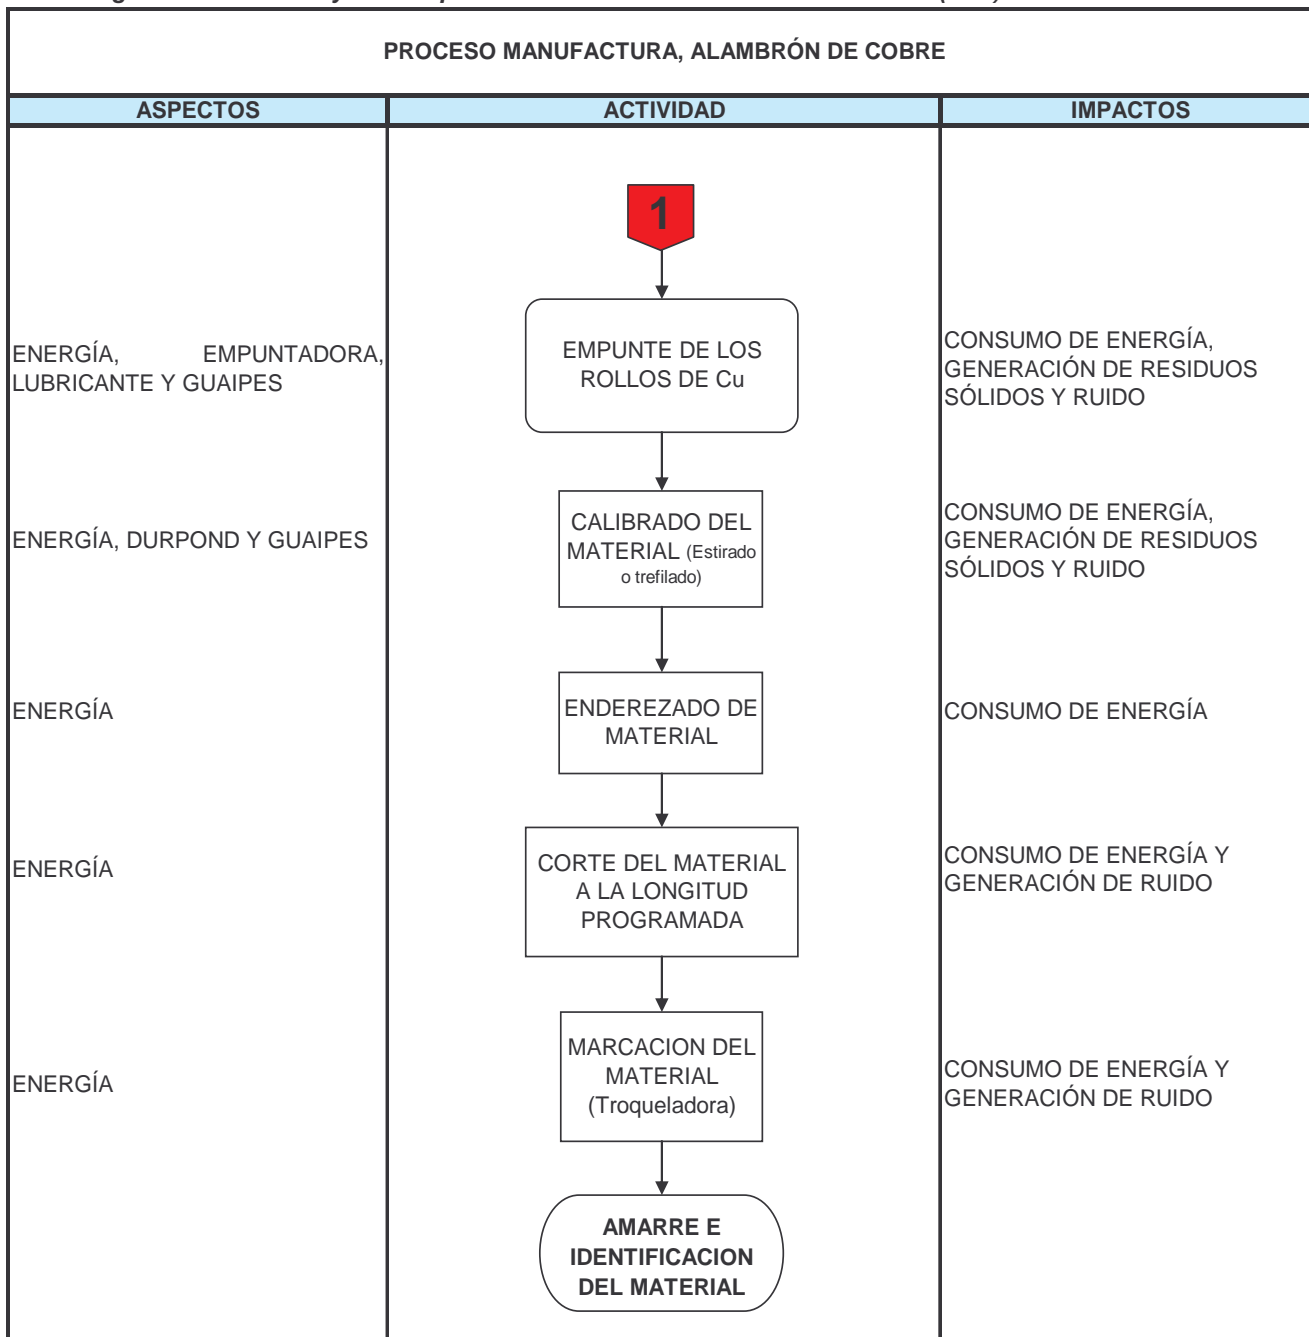 PROCESO MANUFACTURA, ALAMBRÓN DE COBRE
ASPECTOS ACTIVIDAD IMPACTOS
1
ENERGÍA, EMPUNTADORA,
LUBRICANTE Y GUAIPES
EMPUNTE DE LOS
ROLLOS DE Cu
CONSUMO DE ENERGÍA,
GENERACIÓN DE RESIDUOS
SÓLIDOS Y RUIDO
ENERGÍA, DURPOND Y GUAIPES
CALIBRADO DEL
MATERIAL (Estirado
o trefilado)
CONSUMO DE ENERGÍA,
GENERACIÓN DE RESIDUOS
SÓLIDOS Y RUIDO
ENERGÍA
ENDEREZADO DE
MATERIAL
CONSUMO DE ENERGÍA
ENERGÍA
CORTE DEL MATERIAL
A LA LONGITUD
PROGRAMADA
CONSUMO DE ENERGÍA Y
GENERACIÓN DE RUIDO
ENERGÍA
MARCACION DEL
MATERIAL
(Troqueladora)
CONSUMO DE ENERGÍA Y
GENERACIÓN DE RUIDO
AMARRE E
IDENTIFICACION
DEL MATERIAL